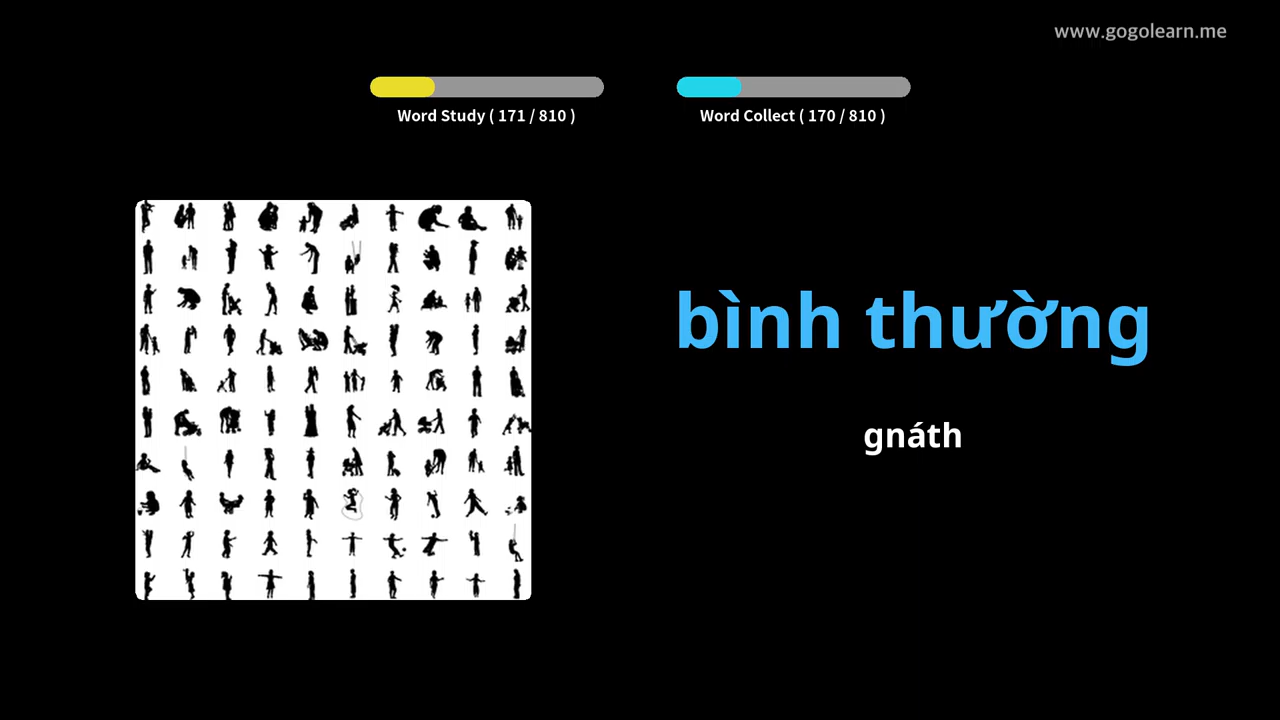 www.gogolearn.me
Word Study ( 171 / 810 )
Word Collect ( 170 / 810 )
bình thường
gnáth